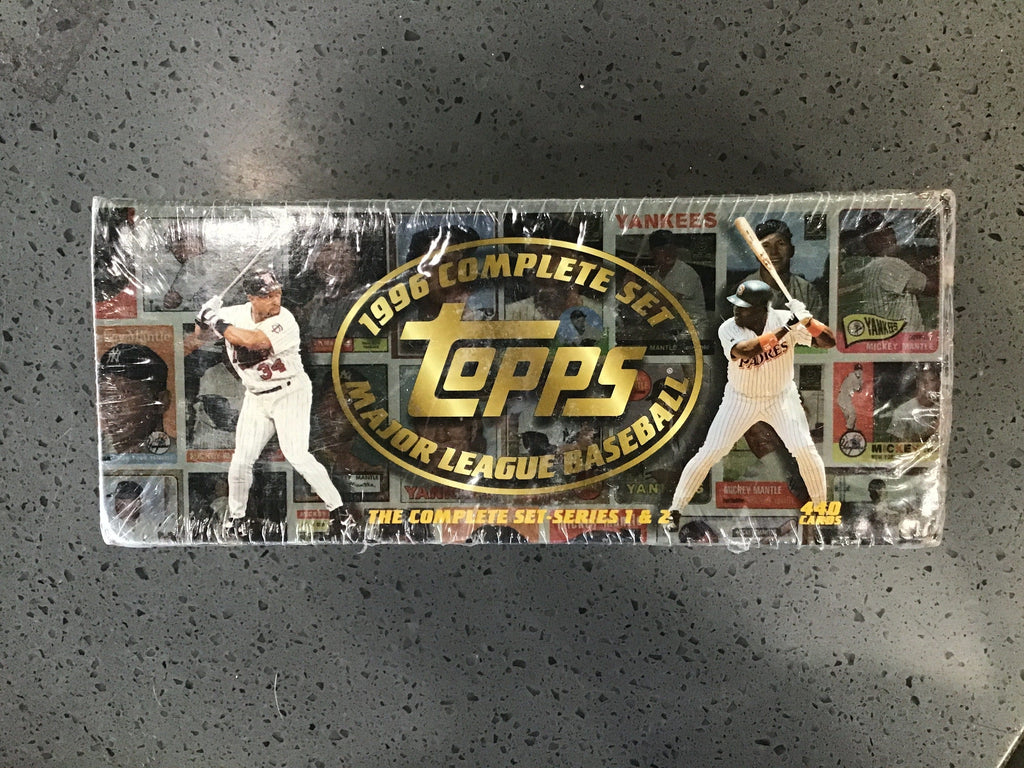 YANKEES
1996 COMPLETE SET
TOPPS
®
MAJOR LEAGUE BASEBALL
34
PADRES
YANKEES
MICKEY MANTLE
MICKEY MANTLE
THE COMPLETE SET-SERIES 1 & 2
440
CARDS